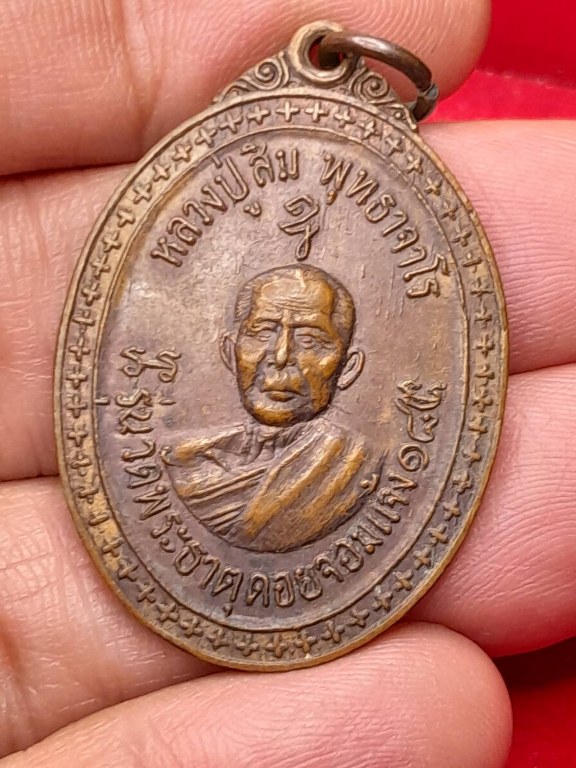 หลวงปู่สิม พุทธาจาโร
รุ่นวัดพระธาตุดอยจอมแจ้ง๑๘๕